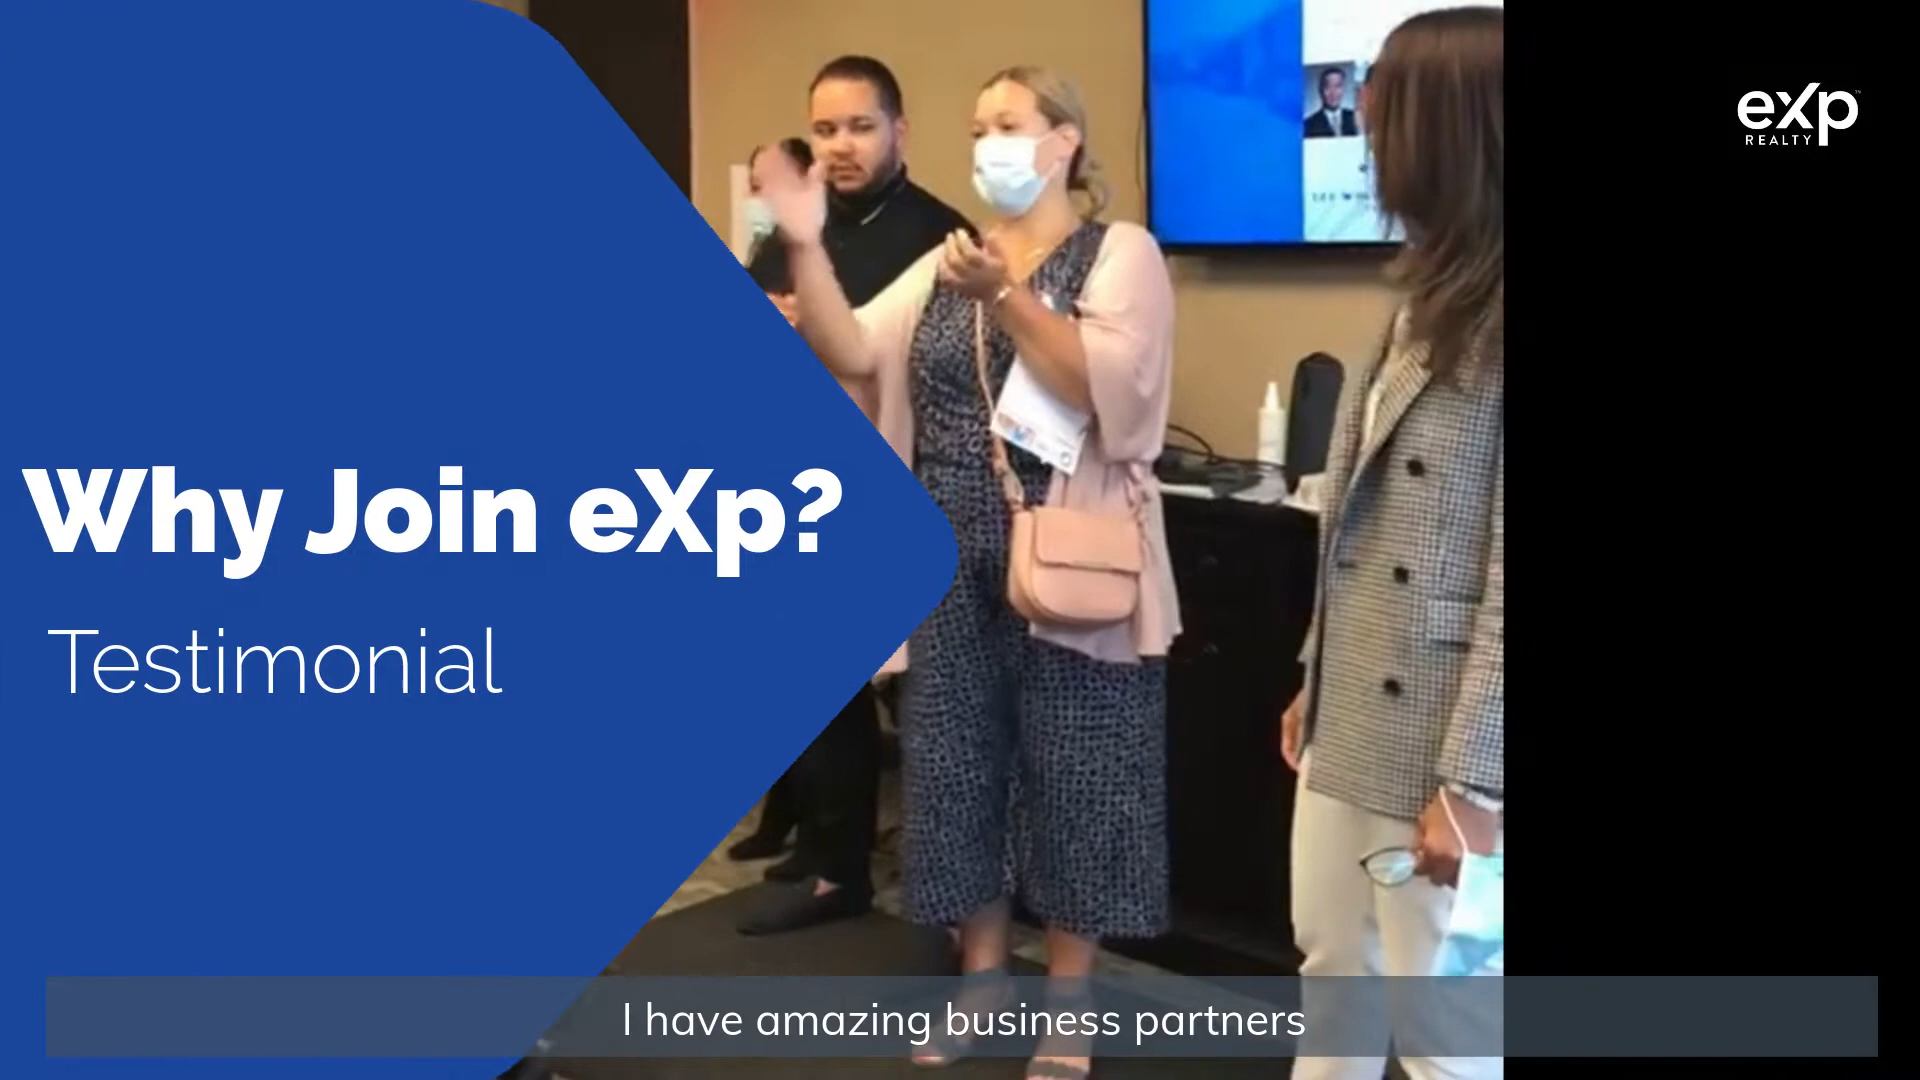 eXp
REALTY
Why Join eXp?
Testimonial
I have amazing business partners